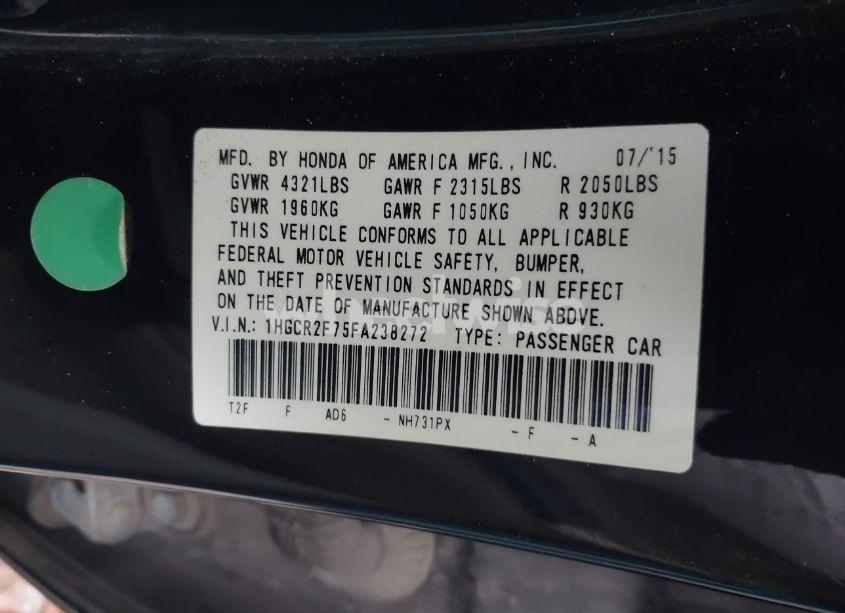 MFD. BY HONDA OF AMERICA MFG., INC. 07/'15
GVWR 4321LBS GAWR F 2315LBS R 2050LBS
GVWR 1960KG GAWR F 1050KG R 930KG
THIS VEHICLE CONFORMS TO ALL APPLICABLE
FEDERAL MOTOR VEHICLE SAFETY, BUMPER,
AND THEFT PREVENTION STANDARDS IN EFFECT
ON THE DATE OF MANUFACTURE SHOWN ABOVE.
V.I.N.: 1HGCR2F75FA238272 TYPE: PASSENGER CAR
T2F F AD6 - NH731PX - F - A